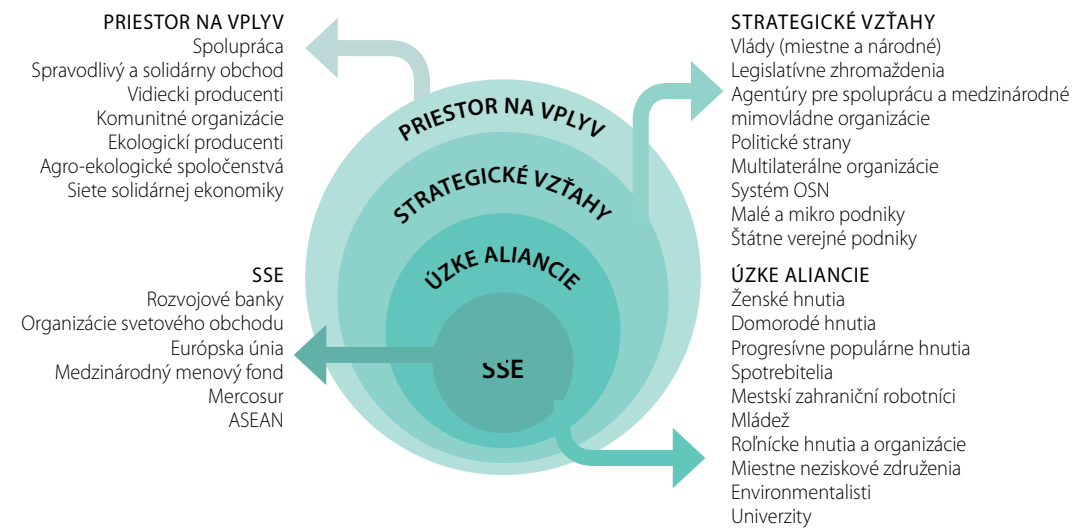 PRIESTOR NA VPLYV
Spolupráca
Spravodlivý a solidárny obchod
Vidiecki producenti
Komunitné organizácie
Ekologickí producenti
Agro-ekologické spoločenstvá
Siete solidárnej ekonomiky
SSE
Rozvojové banky
Organizácie svetového obchodu
Európska únia
Medzinárodný menový fond
Mercosur
ASEAN
PRIESTOR NA VPLYV
STRATEGICKÉ VZŤAHY
ÚZKE ALIANCIE
SSE
STRATEGICKÉ VZŤAHY
Vlády (miestne a národné)
Legislatívne zhromaždenia
Agentúry pre spoluprácu a medzinárodné
mimovládne organizácie
Politické strany
Multilaterálne organizácie
Systém OSN
Malé a mikro podniky
Štátne verejné podniky
ÚZKE ALIANCIE
Ženské hnutia
Domorodé hnutia
Progresívne populárne hnutia
Spotrebitelia
Mestskí zahraniční robotníci
Mládež
Roľnícke hnutia a organizácie
Miestne neziskové združenia
Environmentalisti
Univerzity